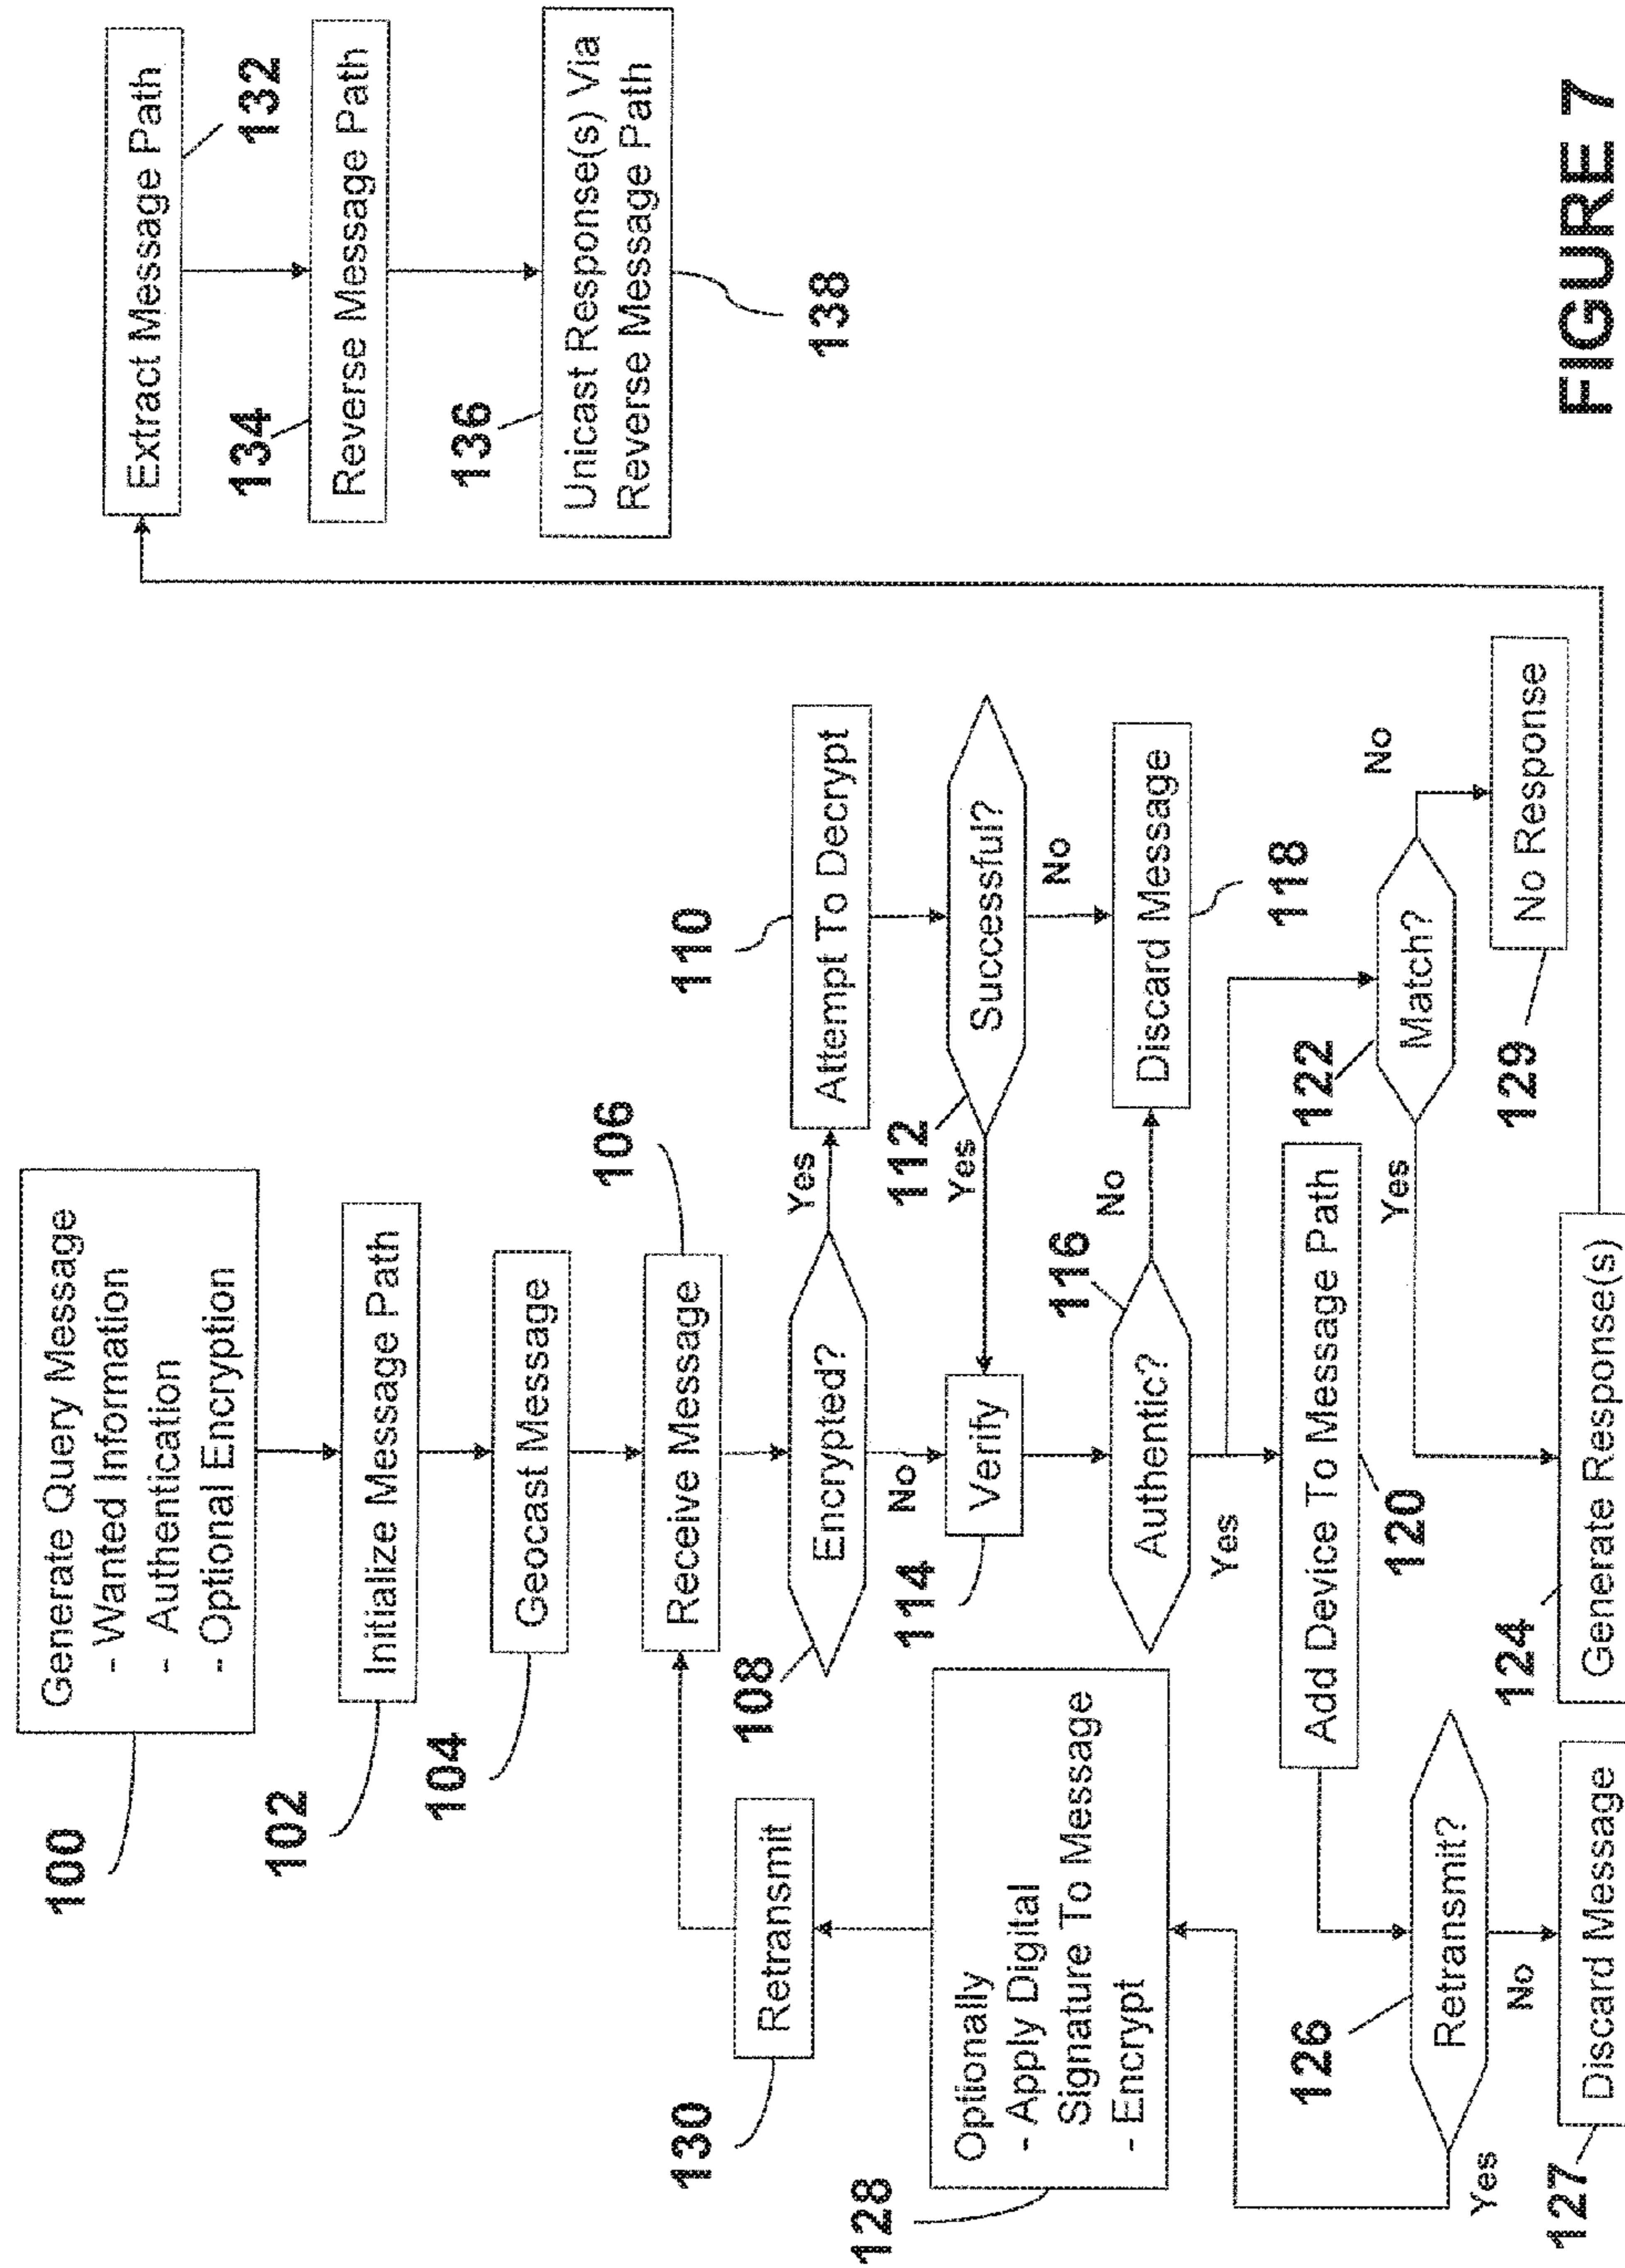 100
Generate Query Message
- Wanted Information
- Authentication
- Optional Encryption
102
Initialize Message Path
104
Geocast Message
106
Receive Message
108
Encrypted?
Yes
No
110
Attempt To Decrypt
112
Successful?
Yes
No
114
Verify
116
Authentic?
No
Yes
118
Discard Message
120
Add Device To Message Path
122
Match?
Yes
No
129
No Response
124
Generate Response(s)
126
Retransmit?
Yes
No
127
Discard Message
128
Optionally
- Apply Digital
Signature To Message
- Encrypt
130
Retransmit
Extract Message Path
132
134
Reverse Message Path
136
Unicast Response(s) Via
Reverse Message Path
138
FIGURE 7